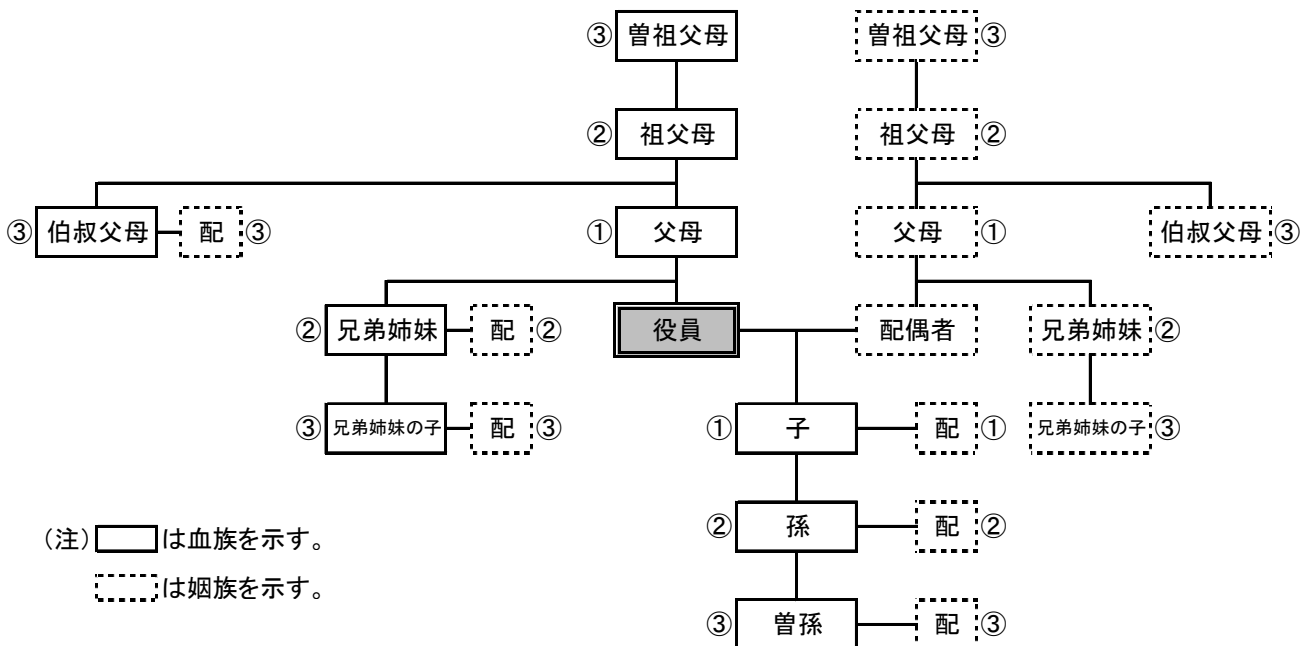 ③ 曽祖父母 曽祖父母 ③
② 祖父母 祖父母 ②
③ 伯叔父母 配 ③ ① 父母 父母 ① 伯叔父母 ③
② 兄弟姉妹 配 ② 役員 配偶者 兄弟姉妹 ②
③ 兄弟姉妹の子 配 ③ ① 子 配 ① 兄弟姉妹の子 ③
② 孫 配 ②
(注) は血族を示す。
は姻族を示す。
③ 曽孫 配 ③